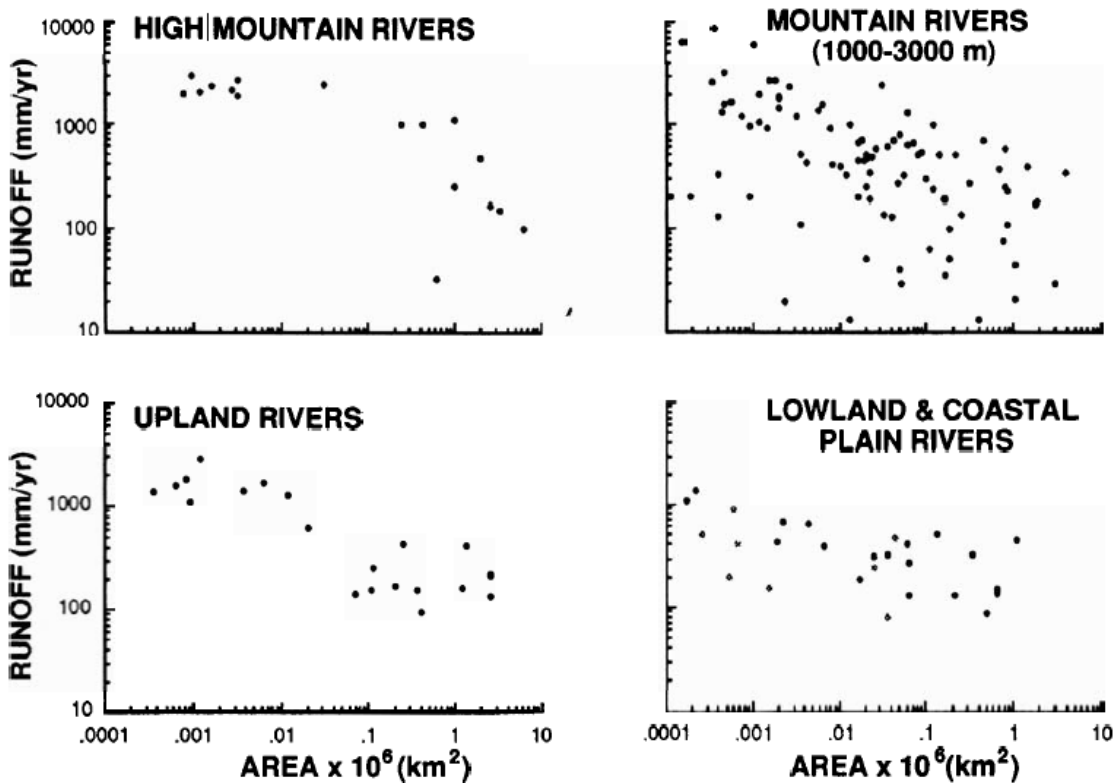 HIGH MOUNTAIN RIVERS
10000
1000
100
10
RUNOFF (mm/yr)
MOUNTAIN RIVERS
(1000-3000 m)
UPLAND RIVERS
10000
1000
100
10
RUNOFF (mm/yr)
.0001 .001 .01 .1 1 10
AREA x 10⁶ (km²)
LOWLAND & COASTAL
PLAIN RIVERS
.0001 .001 .01 .1 1 10
AREA x 10⁶ (km²)